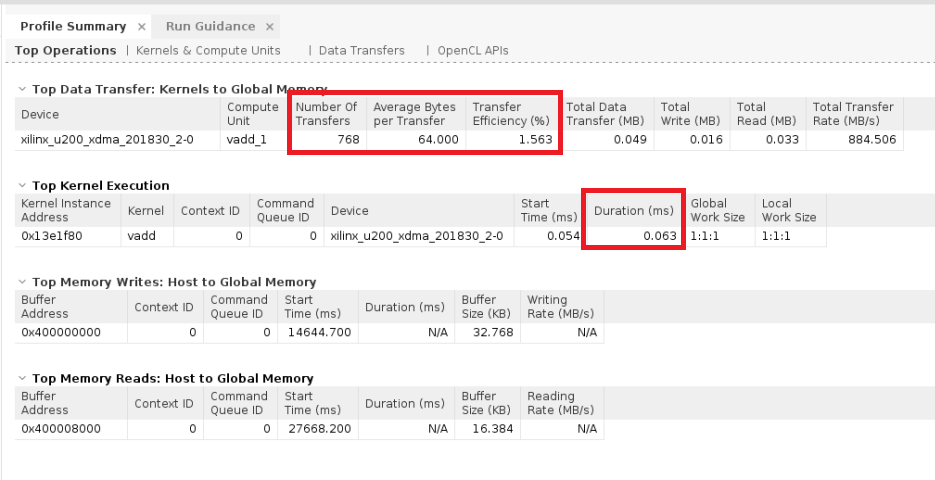 Profile Summary × Run Guidance ×
Top Operations | Kernels & Compute Units | Data Transfers | OpenCL APIs
Top Data Transfer: Kernels to Global Memory
Device Compute Unit Number Of Transfers Average Bytes per Transfer Transfer Efficiency (%) Total Data Transfer (MB) Total Write (MB) Total Read (MB) Total Transfer Rate (MB/s)
xilinx_u200_xdma_201830_2-0 vadd_1 768 64.000 1.563 0.049 0.016 0.033 884.506
Top Kernel Execution
Kernel Instance Address Kernel Context ID Command Queue ID Device Start Time (ms) Duration (ms) Global Work Size Local Work Size
0x13e1f80 vadd 0 0 xilinx_u200_xdma_201830_2-0 0.054 0.063 1:1:1 1:1:1
Top Memory Writes: Host to Global Memory
Buffer Address Context ID Command Queue ID Start Time (ms) Duration (ms) Buffer Size (KB) Writing Rate (MB/s)
0x400000000 0 0 14644.700 N/A 32.768 N/A
Top Memory Reads: Host to Global Memory
Buffer Address Context ID Command Queue ID Start Time (ms) Duration (ms) Buffer Size (KB) Reading Rate (MB/s)
0x400008000 0 0 27668.200 N/A 16.384 N/A